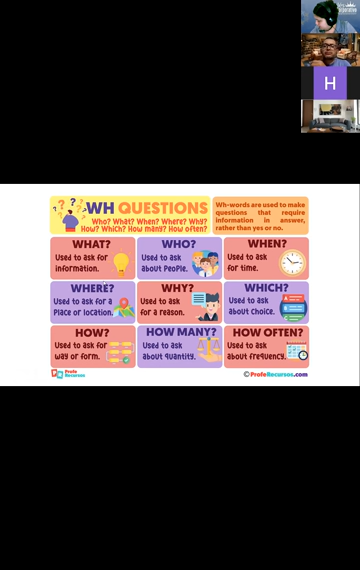 H
WH QUESTIONS
Who? What? When? Where? Why?
How? Which? How many? How often?
Wh-words are used to make
questions that require
information in answer,
rather than yes or no.
WHAT?
Used to ask for
information.
WHO?
Used to ask
about People.
WHEN?
Used to ask
for time.
WHERE?
Used to ask for a
Place or location.
WHY?
Used to ask
for a reason.
WHICH?
Used to ask
about choice.
HOW?
Used to ask for
way or form.
HOW MANY?
Used to ask
about quantity.
HOW OFTEN?
Used to ask
about frequency.
Profe
Recursos
©ProfeRecursos.com